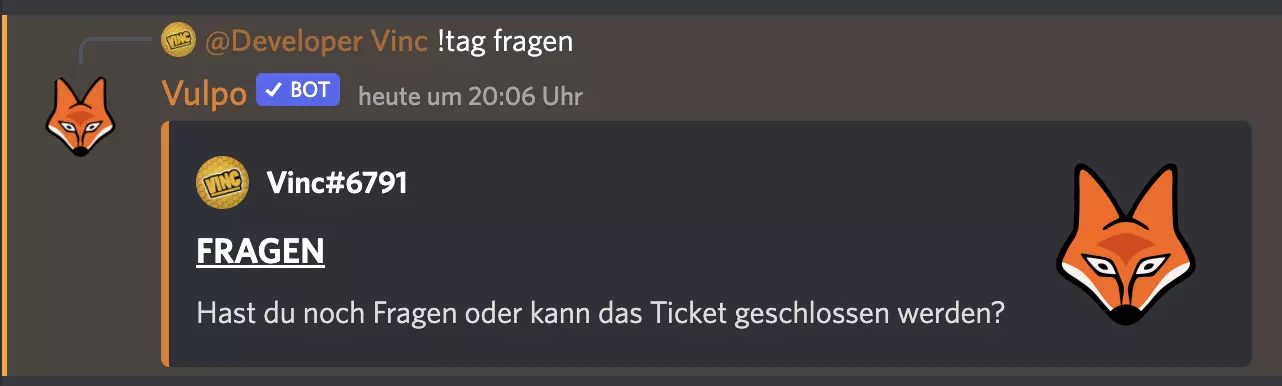 VINC @Developer Vinc !tag fragen
Vulpo ✓ BOT heute um 20:06 Uhr
VINC Vinc#6791
FRAGEN
Hast du noch Fragen oder kann das Ticket geschlossen werden?